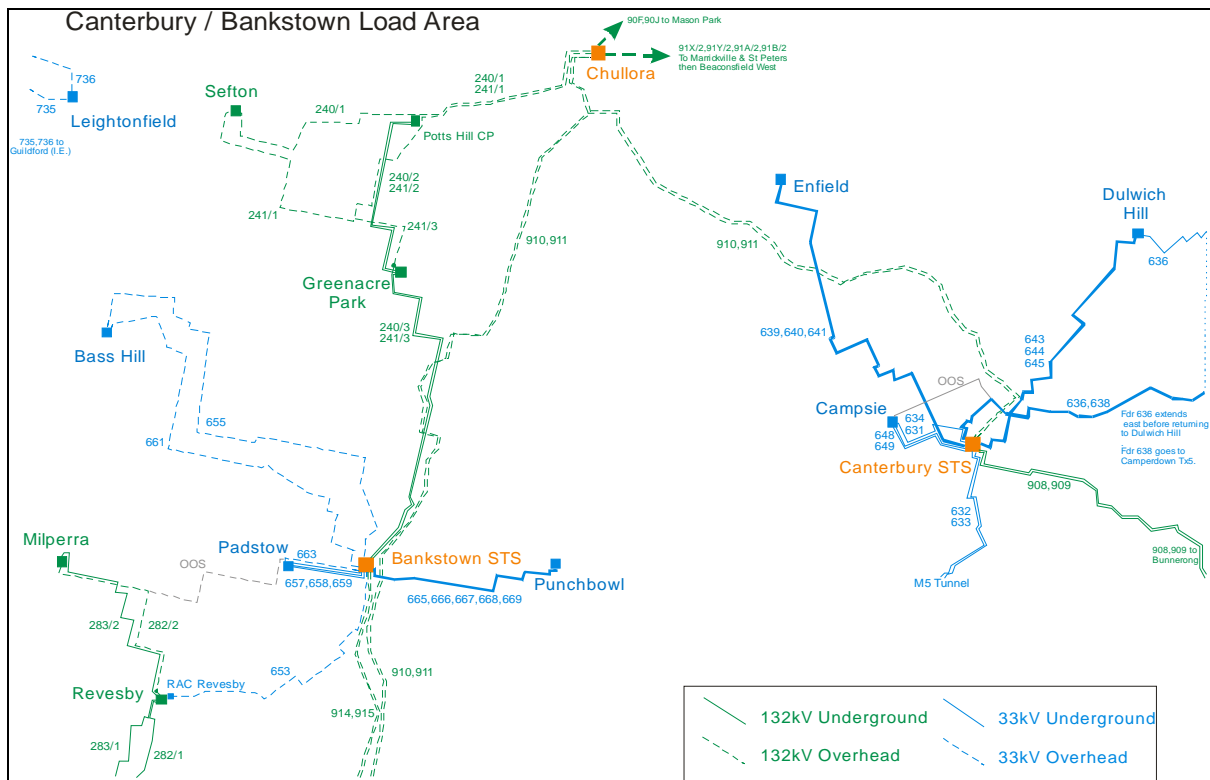 Canterbury / Bankstown Load Area
90F,90J to Mason Park
91X/2,91Y/2,91A/2,91B/2
To Marrickville & St Peters
then Beaconsfield West
Chullora
736
735
Leightonfield
735,736 to
Guildford (I.E.)
Sefton
240/1
240/1
241/1
Potts Hill CP
240/2
241/2
241/1
241/3
Greenacre
Park
910,911
240/3
241/3
Enfield
910,911
Dulwich
Hill
636
639,640,641
643
644
645
OOS
Campsie
634
631
648
649
636,638
Fdr 636 extends
east before returning
to Dulwich Hill
.
Fdr 638 goes to
Camperdown Tx5.
Canterbury STS
908,909
632
633
M5 Tunnel
908,909 to
Bunnerong
Bass Hill
655
661
Milperra
OOS
Padstow
663
657,658,659
Bankstown STS
Punchbowl
665,666,667,668,669
283/2
282/2
653
RAC Revesby
Revesby
910,911
914,915
283/1
282/1
132kV Underground
33kV Underground
132kV Overhead
33kV Overhead